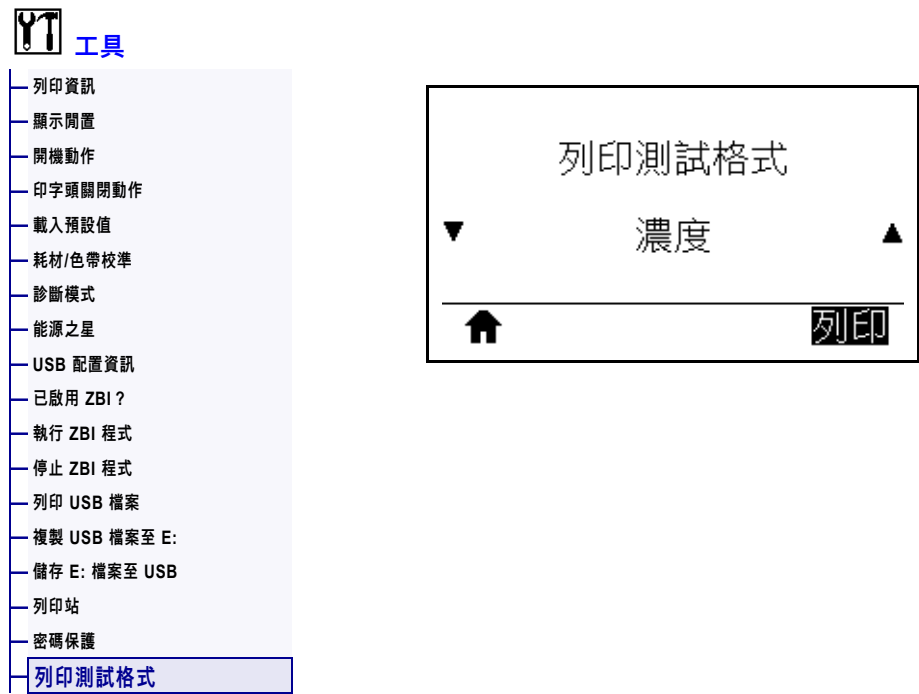 工具
列印資訊
顯示閒置
開機動作
印字頭關閉動作
載入預設值
耗材/色帶校準
診斷模式
能源之星
USB 配置資訊
已啟用 ZBI？
執行 ZBI 程式
停止 ZBI 程式
列印 USB 檔案
複製 USB 檔案至 E:
儲存 E: 檔案至 USB
列印站
密碼保護
列印測試格式
列印測試格式
濃度
列印